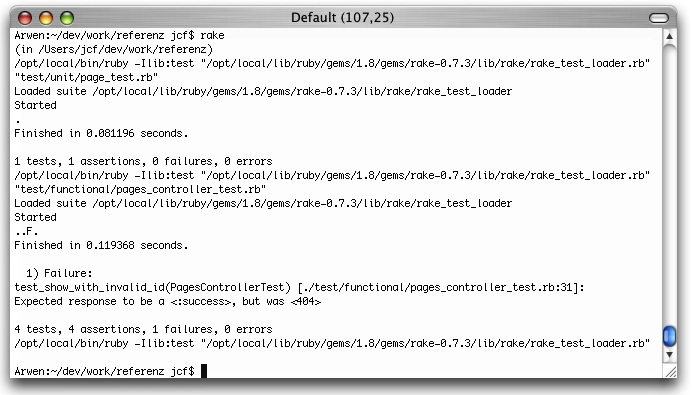 Default (107,25)
Arwen:~/dev/work/referenz jcf$ rake
(in /Users/jcf/dev/work/referenz)
/opt/local/bin/ruby -Ilib:test "/opt/local/lib/ruby/gems/1.8/gems/rake-0.7.3/lib/rake/rake_test_loader.rb"
"test/unit/page_test.rb"
Loaded suite /opt/local/lib/ruby/gems/1.8/gems/rake-0.7.3/lib/rake/rake_test_loader
Started
.
Finished in 0.081196 seconds.
1 tests, 1 assertions, 0 failures, 0 errors
/opt/local/bin/ruby -Ilib:test "/opt/local/lib/ruby/gems/1.8/gems/rake-0.7.3/lib/rake/rake_test_loader.rb"
"test/functional/pages_controller_test.rb"
Loaded suite /opt/local/lib/ruby/gems/1.8/gems/rake-0.7.3/lib/rake/rake_test_loader
Started
..F.
Finished in 0.119368 seconds.
1) Failure:
test_show_with_invalid_id(PagesControllerTest) [./test/functional/pages_controller_test.rb:31]:
Expected response to be a <:success>, but was <404>
4 tests, 4 assertions, 1 failures, 0 errors
/opt/local/bin/ruby -Ilib:test "/opt/local/lib/ruby/gems/1.8/gems/rake-0.7.3/lib/rake/rake_test_loader.rb"
Arwen:~/dev/work/referenz jcf$